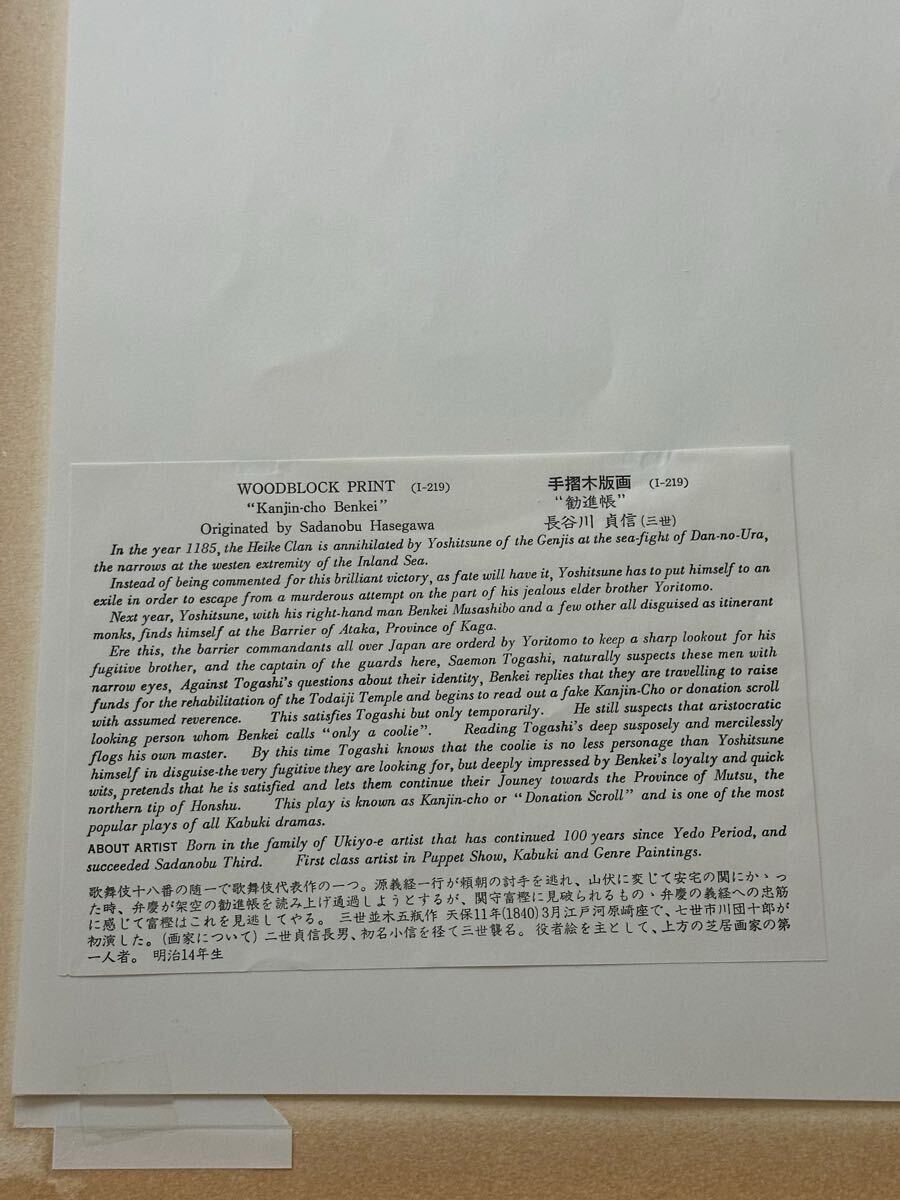 WOODBLOCK PRINT (I-219)
"Kanjin-cho Benkei"
Originated by Sadanobu Hasegawa
手摺木版画 (I-219)
"勧進帳"
長谷川 貞信(三世)
In the year 1185, the Heike Clan is annihilated by Yoshitsune of the Genjis at the sea-fight of Dan-no-Ura,
the narrows at the westen extremity of the Inland Sea.
Instead of being commented for this brilliant victory, as fate will have it, Yoshitsune has to put himself to an
exile in order to escape from a murderous attempt on the part of his jealous elder brother Yoritomo.
Next year, Yoshitsune, with his right-hand man Benkei Musashibo and a few other all disguised as itinerant
monks, finds himself at the Barrier of Ataka, Province of Kaga.
Ere this, the barrier commandants all over Japan are orderd by Yoritomo to keep a sharp lookout for his
fugitive brother, and the captain of the guards here, Saemon Togashi, naturally suspects these men with
narrow eyes, Against Togashi's questions about their identity, Benkei replies that they are travelling to raise
funds for the rehabilitation of the Todaiji Temple and begins to read out a fake Kanjin-Cho or donation scroll
with assumed reverence. This satisfies Togashi but only temporarily. He still suspects that aristocratic
looking person whom Benkei calls "only a coolie". Reading Togashi's deep susposely and mercilessly
flogs his own master. By this time Togashi knows that the coolie is no less personage than Yoshitsune
himself in disguise-the very fugitive they are looking for, but deeply impressed by Benkei's loyalty and quick
wits, pretends that he is satisfied and lets them continue their Jouney towards the Province of Mutsu, the
northern tip of Honshu. This play is known as Kanjin-cho or "Donation Scroll" and is one of the most
popular plays of all Kabuki dramas.
ABOUT ARTIST Born in the family of Ukiyo-e artist that has continued 100 years since Yedo Period, and
succeeded Sadanobu Third. First class artist in Puppet Show, Kabuki and Genre Paintings.
歌舞伎十八番の随一で歌舞伎代表作の一つ。源義経一行が頼朝の討手を逃れ、山伏に変じて安宅の関にかゝっ
た時、弁慶が架空の勧進帳を読み上げ通過しようとするが、関守富樫に見破られるもの、弁慶の義経への忠節
に感じて富樫はこれを見逃してやる。 三世並木五瓶作 天保11年(1840)3月江戸河原崎座で、七世市川団十郎が
初演した。(画家について) 二世貞信長男、初名小信を経て三世襲名。 役者絵を主として、上方の芝居画家の第
一人者。 明治14年生